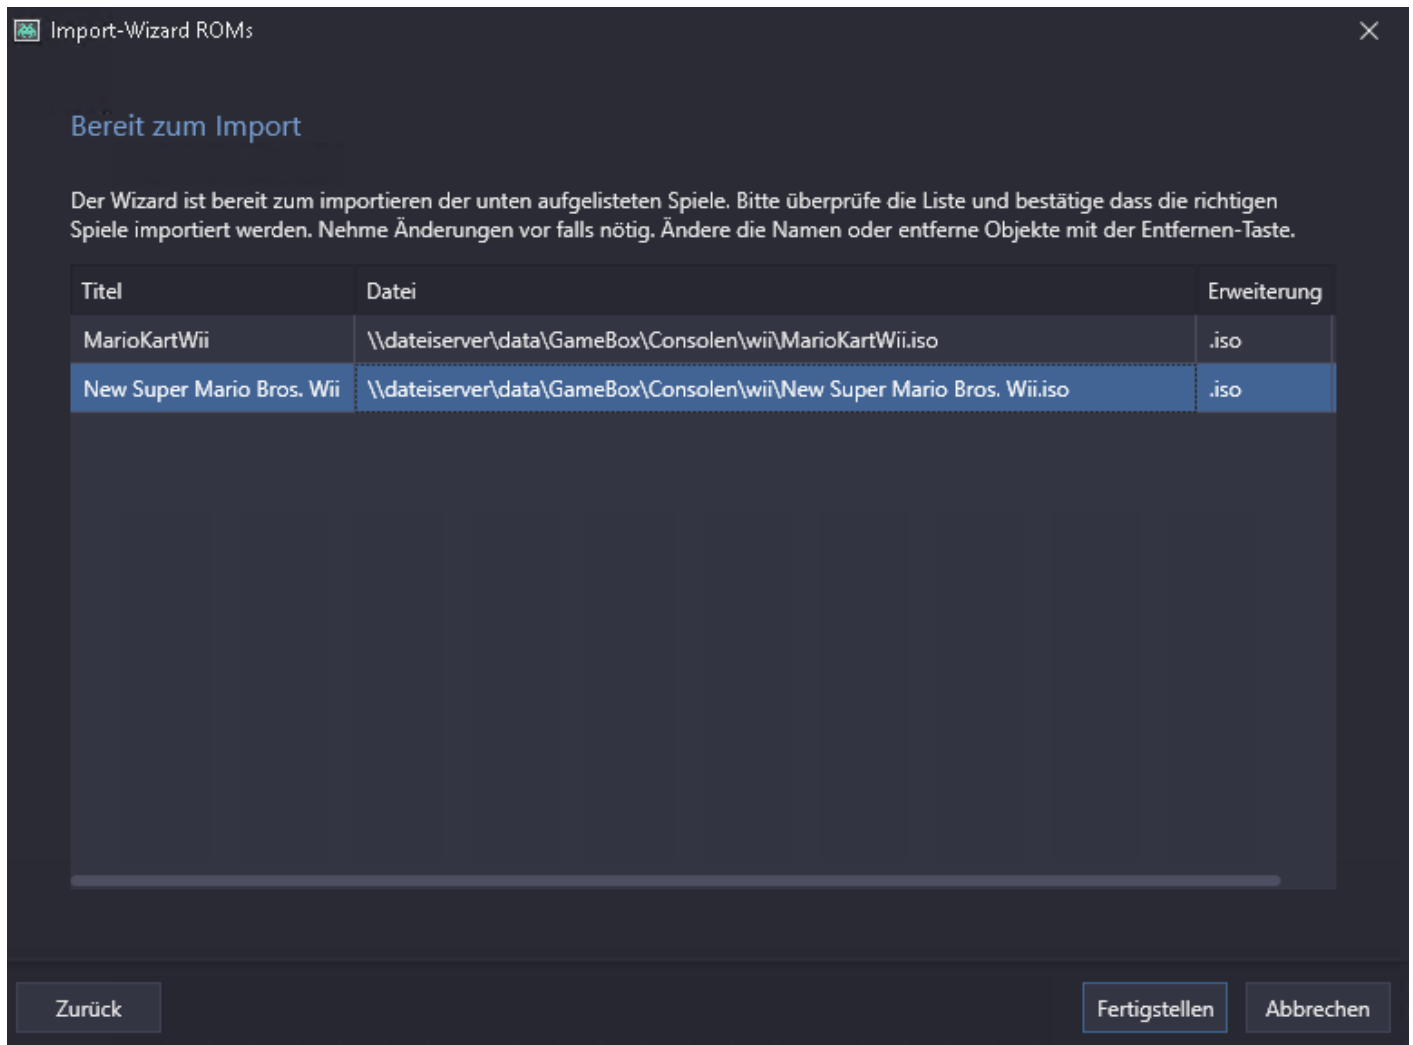 Import-Wizard ROMs
Bereit zum Import
Der Wizard ist bereit zum importieren der unten aufgelisteten Spiele. Bitte überprüfe die Liste und bestätige dass die richtigen
Spiele importiert werden. Nehme Änderungen vor falls nötig. Ändere die Namen oder entferne Objekte mit der Entfernen-Taste.
Titel Datei Erweiterung
MarioKartWii \\dateiserver\data\GameBox\Consolen\wii\MarioKartWii.iso .iso
New Super Mario Bros. Wii \\dateiserver\data\GameBox\Consolen\wii\New Super Mario Bros. Wii.iso .iso
Zurück Fertigstellen Abbrechen